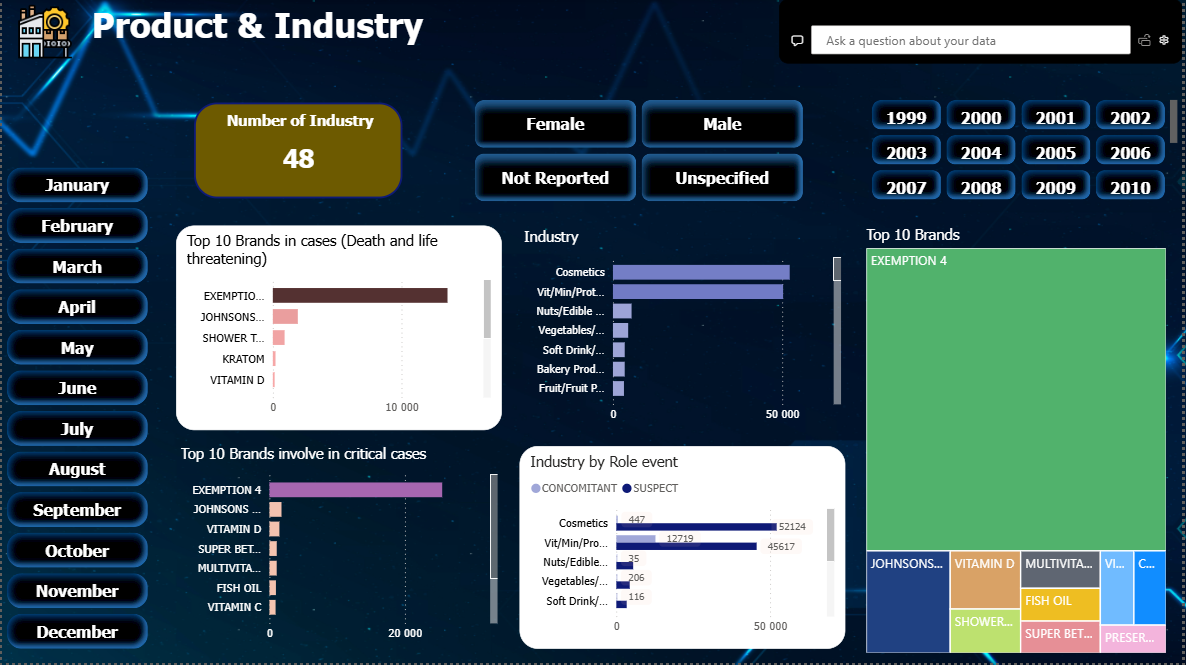 Product & Industry
Ask a question about your data
Number of Industry
48
Female
Male
Not Reported
Unspecified
1999 2000 2001 2002
2003 2004 2005 2006
2007 2008 2009 2010
January
February
March
April
May
June
July
August
September
October
November
December
Top 10 Brands in cases (Death and life
threatening)
EXEMPTIO...
JOHNSONS...
SHOWER T...
KRATOM
VITAMIN D
0 10 000
Industry
Cosmetics
Vit/Min/Prot...
Nuts/Edible ...
Vegetables/...
Soft Drink/...
Bakery Prod...
Fruit/Fruit P...
0 50 000
Top 10 Brands
EXEMPTION 4
JOHNSONS...
VITAMIN D
MULTIVITA...
VI...
C...
FISH OIL
SHOWER...
SUPER BET...
PRESER...
Top 10 Brands involve in critical cases
EXEMPTION 4
JOHNSONS ...
VITAMIN D
SUPER BET...
MULTIVITA...
FISH OIL
VITAMIN C
0 20 000
Industry by Role event
CONCOMITANT SUSPECT
Cosmetics 447
52124
Vit/Min/Pro... 12719
45617
Nuts/Edible... 35
Vegetables/... 206
Soft Drink/... 116
0 50 000